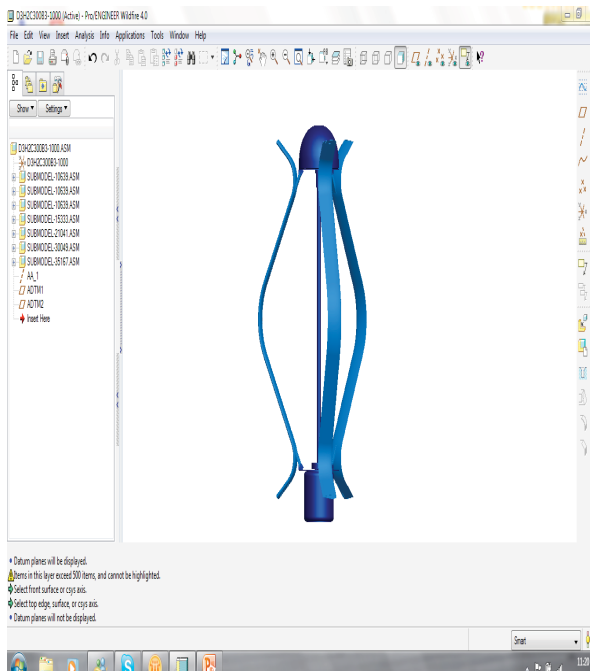 D3H2C300B3-1000 (Active) - Pro/ENGINEER Wildfire 4.0
File Edit View Insert Analysis Info Applications Tools Window Help
Show Settings
D3H2C300B3-1000.ASM
D3H2C300B3-1000
SUBMODEL-10639.ASM
SUBMODEL-10639.ASM
SUBMODEL-10639.ASM
SUBMODEL-15333.ASM
SUBMODEL-21041.ASM
SUBMODEL-30049.ASM
SUBMODEL-35167.ASM
AA_1
ADTM1
ADTM2
Insert Here
Datum planes will be displayed.
Items in this layer exceed 500 items, and cannot be highlighted.
Select front surface or csys axis.
Select top edge, surface, or csys axis.
Datum planes will not be displayed.
Smart